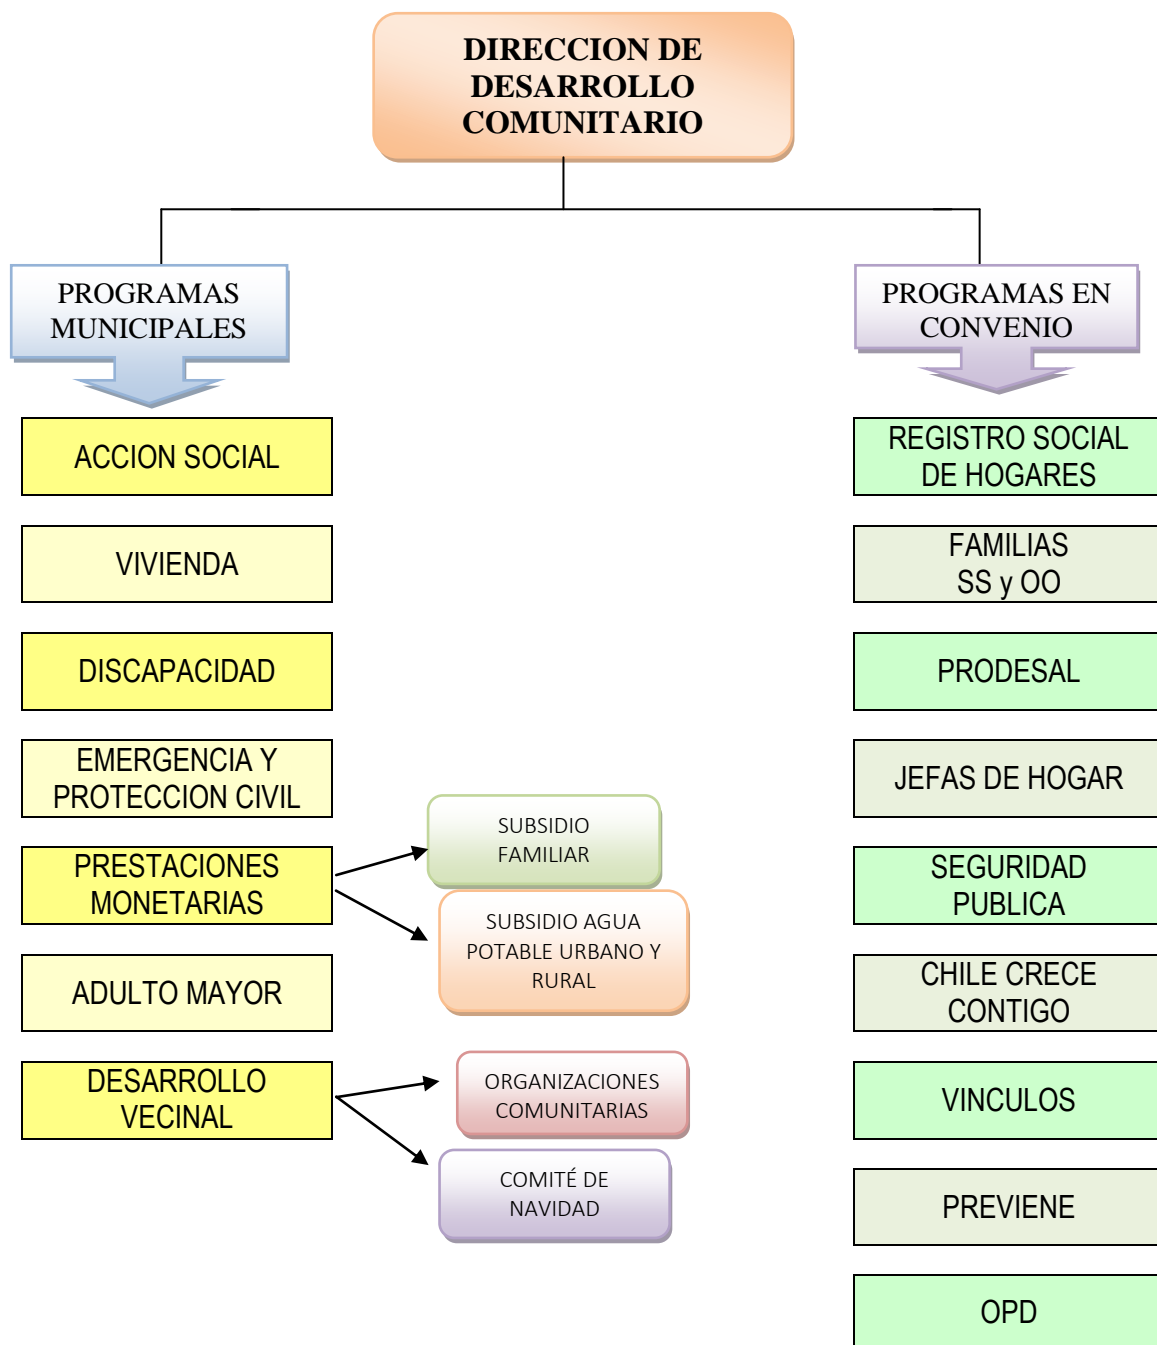 DIRECCION DE
DESARROLLO
COMUNITARIO
PROGRAMAS
MUNICIPALES
ACCION SOCIAL
VIVIENDA
DISCAPACIDAD
EMERGENCIA Y
PROTECCION CIVIL
PRESTACIONES
MONETARIAS
SUBSIDIO
FAMILIAR
SUBSIDIO AGUA
POTABLE URBANO Y
RURAL
ADULTO MAYOR
DESARROLLO
VECINAL
ORGANIZACIONES
COMUNITARIAS
COMITÉ DE
NAVIDAD
PROGRAMAS EN
CONVENIO
REGISTRO SOCIAL
DE HOGARES
FAMILIAS
SS y OO
PRODESAL
JEFAS DE HOGAR
SEGURIDAD
PUBLICA
CHILE CRECE
CONTIGO
VINCULOS
PREVIENE
OPD